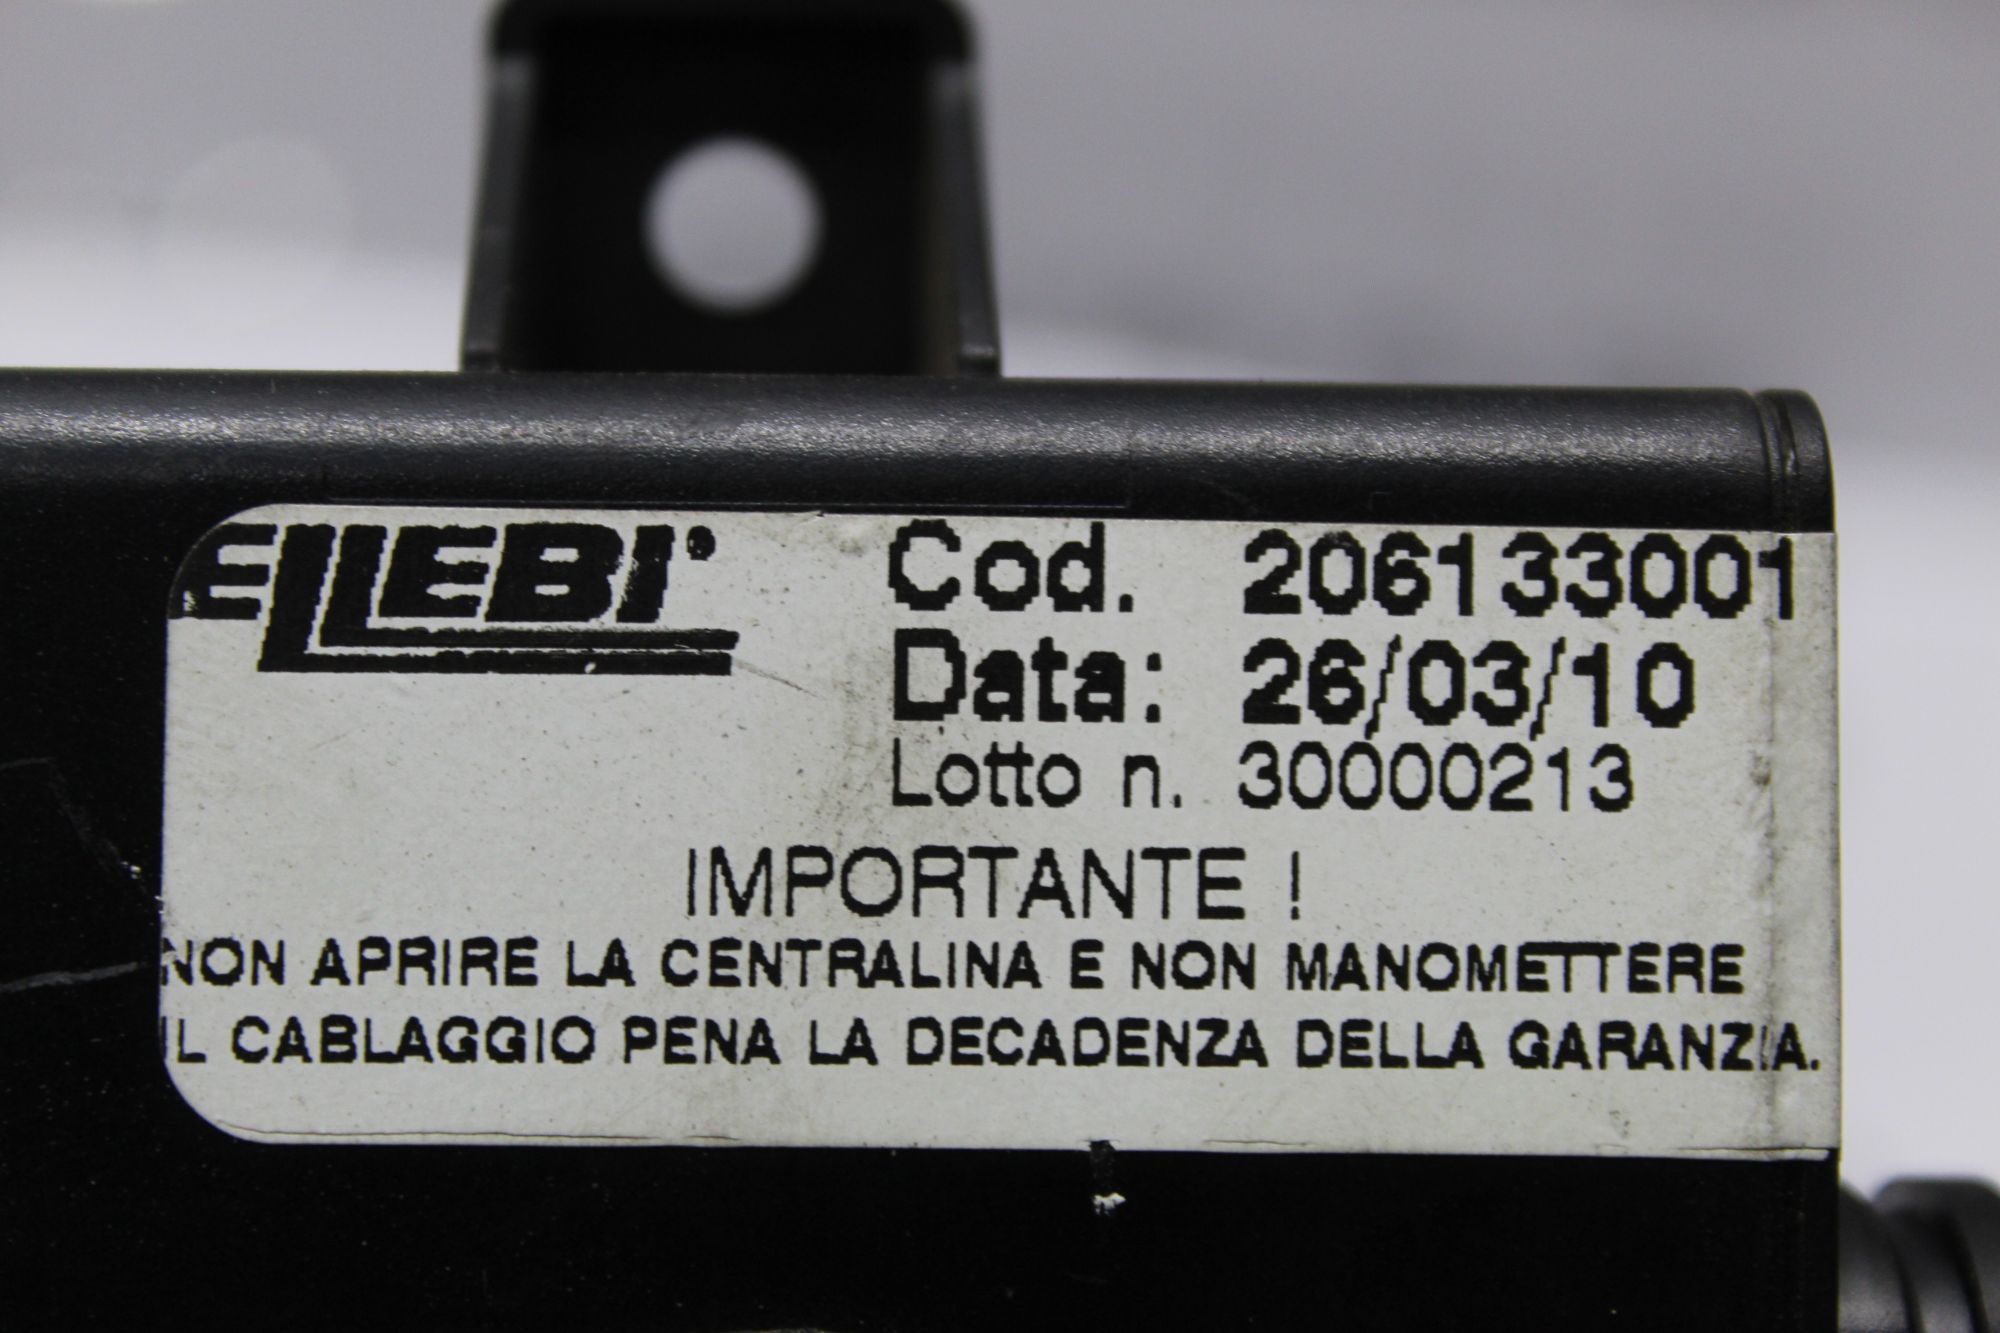 ELLEBI
Cod. 206133001
Data: 26/03/10
Lotto n. 30000213
IMPORTANTE !
NON APRIRE LA CENTRALINA E NON MANOMETTERE
IL CABLAGGIO PENA LA DECADENZA DELLA GARANZIA.